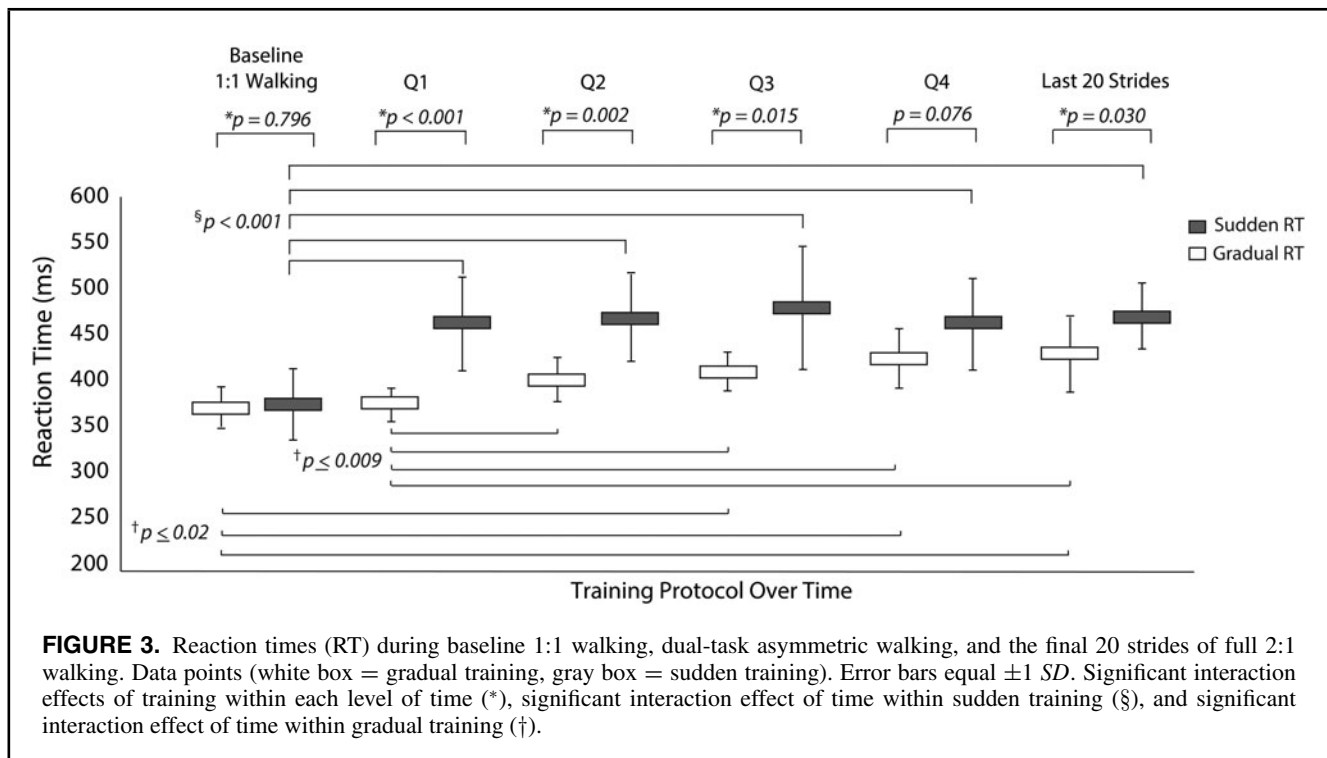 Baseline
1:1 Walking
Q1
Q2
Q3
Q4
Last 20 Strides
*p = 0.796
*p < 0.001
*p = 0.002
*p = 0.015
p = 0.076
*p = 0.030
600
§p < 0.001
550
500
450
400
350
†p ≤ 0.009
300
250
†p ≤ 0.02
200
Reaction Time (ms)
Sudden RT
Gradual RT
Training Protocol Over Time
FIGURE 3. Reaction times (RT) during baseline 1:1 walking, dual-task asymmetric walking, and the final 20 strides of full 2:1
walking. Data points (white box = gradual training, gray box = sudden training). Error bars equal ±1 SD. Significant interaction
effects of training within each level of time (*), significant interaction effect of time within sudden training (§), and significant
interaction effect of time within gradual training (†).